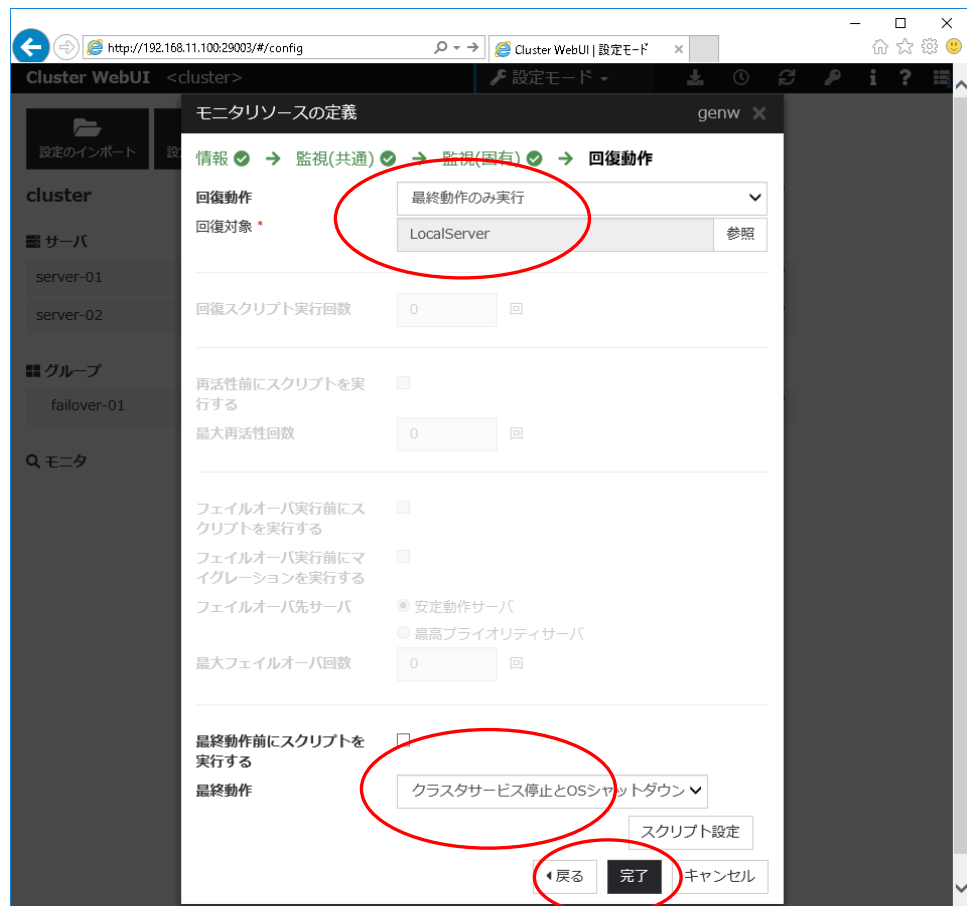 http://192.168.11.100:29003/#/config
Cluster WebUI | 設定モード
Cluster WebUI <cluster>
設定モード
モニタリソースの定義
genw
設定のインポート
設
情報 → 監視(共通) → 監視(固有) → 回復動作
cluster
回復動作
最終動作のみ実行
回復対象 *
LocalServer
参照
サーバ
server-01
server-02
回復スクリプト実行回数
0
回
グループ
failover-01
再活性前にスクリプトを実
行する
最大再活性回数
0
回
モニタ
フェイルオーバ実行前にス
クリプトを実行する
フェイルオーバ実行前にマ
イグレーションを実行する
フェイルオーバ先サーバ
安定動作サーバ
最高プライオリティサーバ
最大フェイルオーバ回数
0
回
最終動作前にスクリプトを
実行する
最終動作
クラスタサービス停止とOSシャットダウン
スクリプト設定
戻る
完了
キャンセル